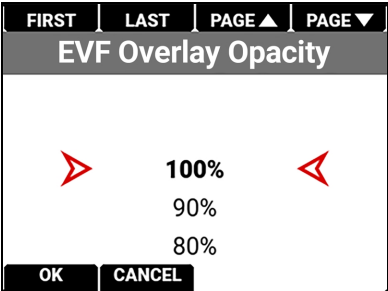 FIRST LAST PAGE▲ PAGE▼
EVF Overlay Opacity
100%
90%
80%
OK CANCEL